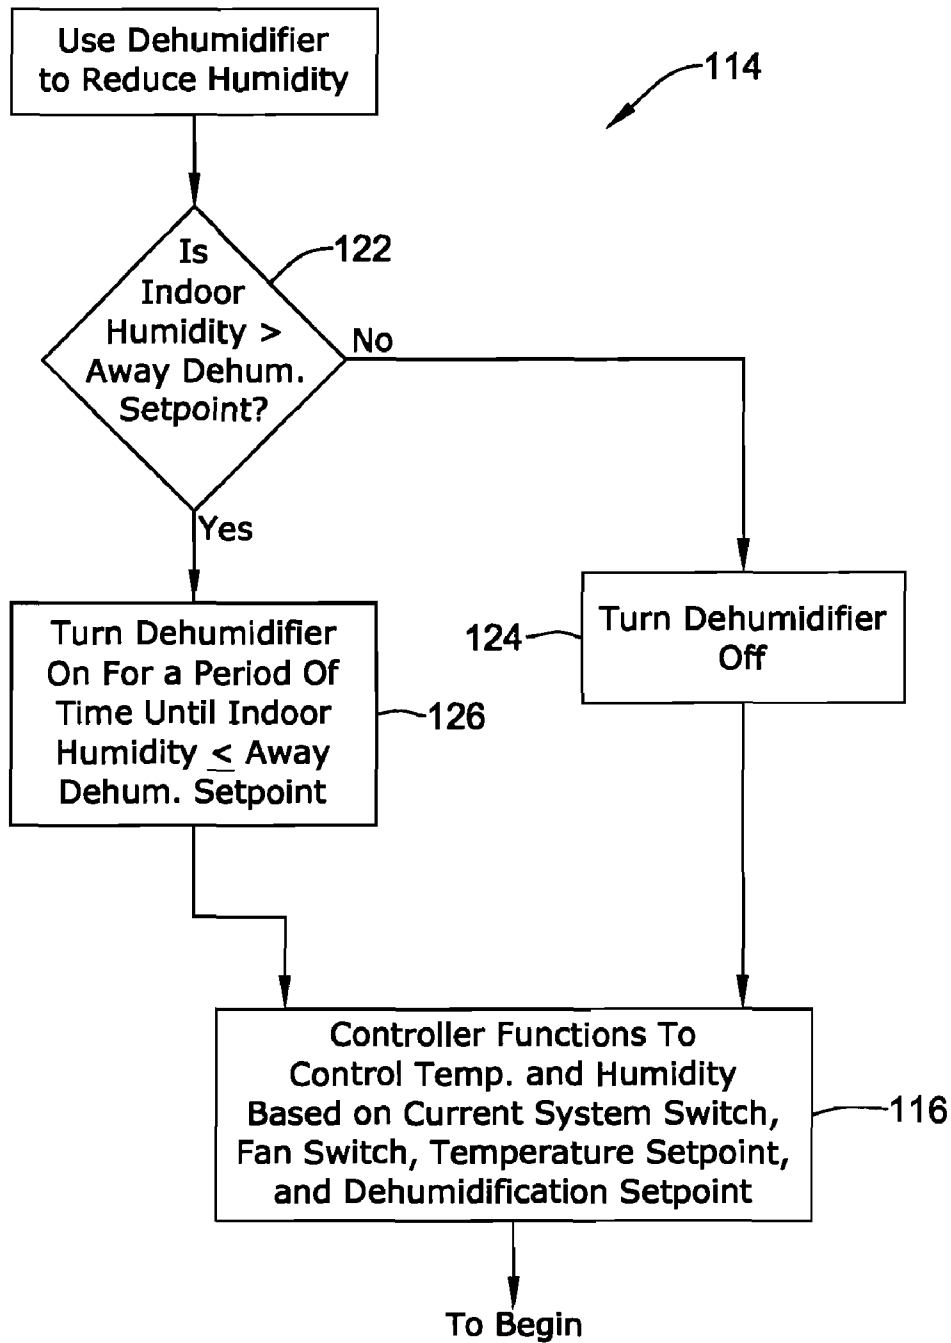 Use Dehumidifier
to Reduce Humidity
114
Is
Indoor
Humidity >
Away Dehum.
Setpoint?
122
No
Yes
Turn Dehumidifier
On For a Period Of
Time Until Indoor
Humidity ≤ Away
Dehum. Setpoint
126
124
Turn Dehumidifier
Off
Controller Functions To
Control Temp. and Humidity
Based on Current System Switch,
Fan Switch, Temperature Setpoint,
and Dehumidification Setpoint
116
To Begin